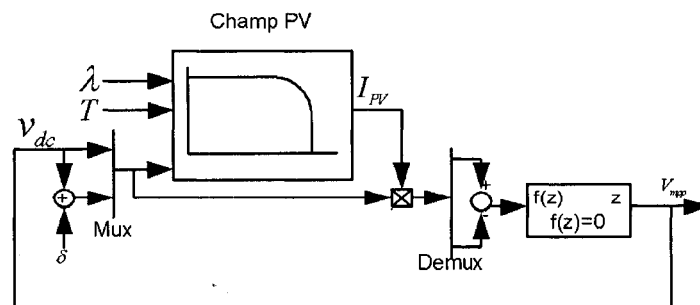 Champ PV
λ
T
I_PV
v_dc
+
Mux
δ
+
-
Demux
f(z) z
f(z)=0
V_mpp